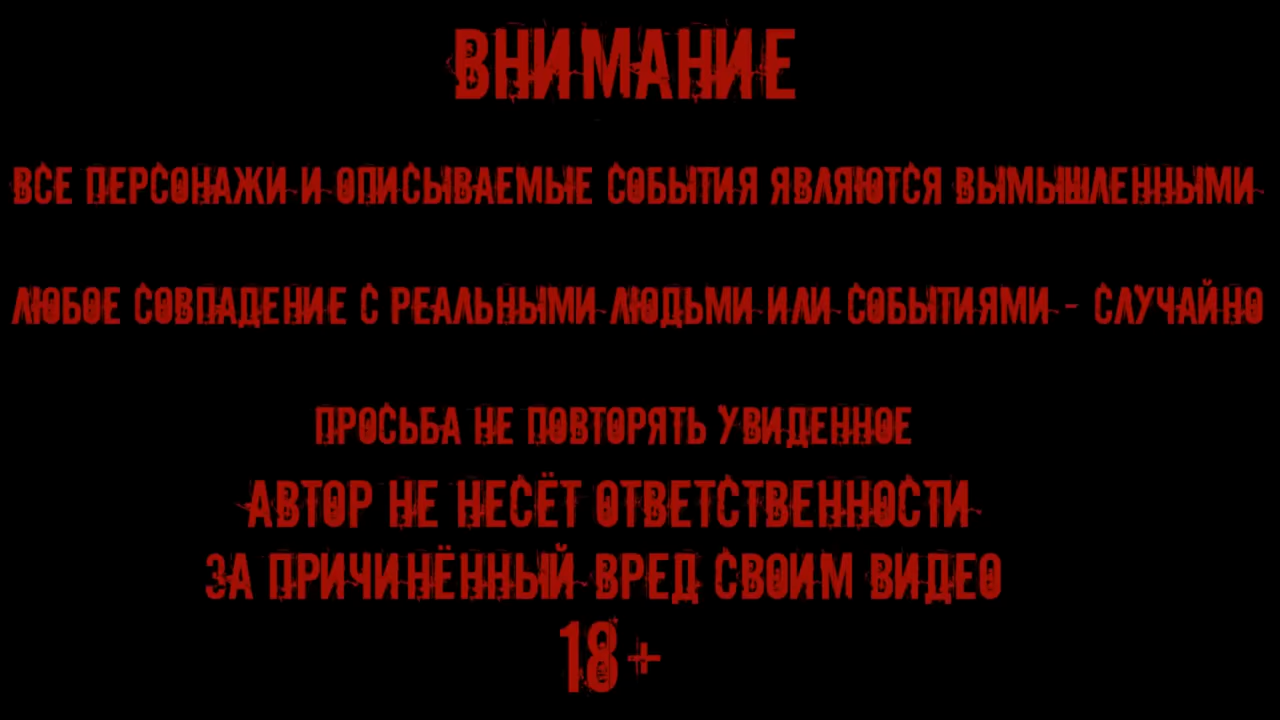 ВНИМАНИЕ
ВСЕ ПЕРСОНАЖИ И ОПИСЫВАЕМЫЕ СОБЫТИЯ ЯВЛЯЮТСЯ ВЫМЫШЛЕННЫМИ
ЛЮБОЕ СОВПАДЕНИЕ С РЕАЛЬНЫМИ ЛЮДЬМИ ИЛИ СОБЫТИЯМИ - СЛУЧАЙНО
ПРОСЬБА НЕ ПОВТОРЯТЬ УВИДЕННОЕ
АВТОР НЕ НЕСЁТ ОТВЕТСТВЕННОСТИ
ЗА ПРИЧИНЁННЫЙ ВРЕД СВОИМ ВИДЕО
18+